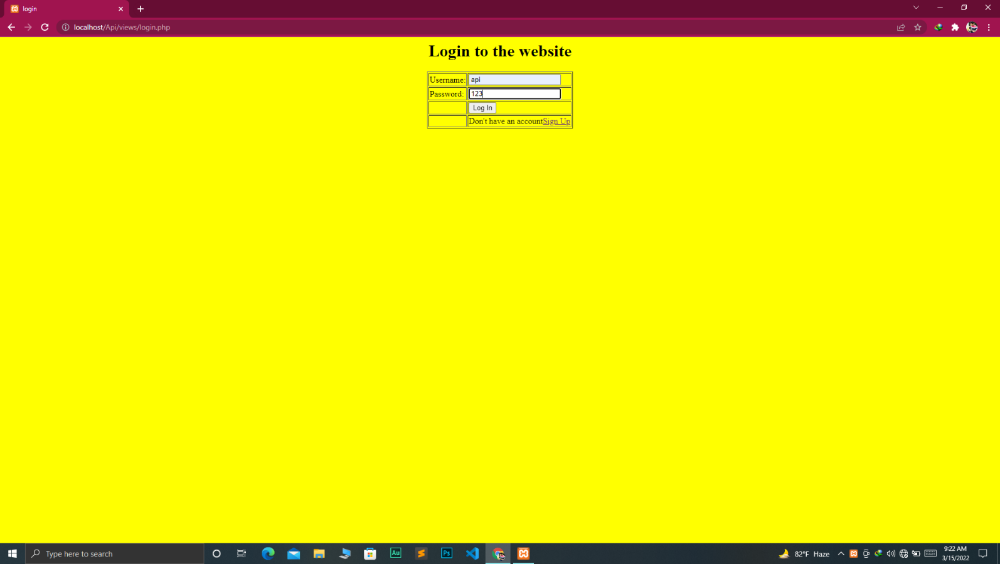 login
localhost/Api/views/login.php
Login to the website
Username: api
Password: 123
Log In
Don't have an accountSign Up
Type here to search
Au
Ps
82°F Haze
9:22 AM
3/15/2022